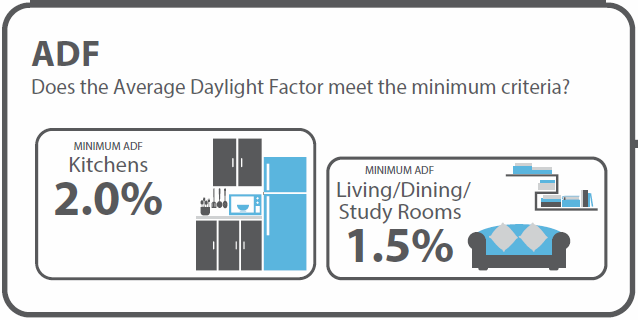 ADF
Does the Average Daylight Factor meet the minimum criteria?
MINIMUM ADF
Kitchens
2.0%
MINIMUM ADF
Living/Dining/
Study Rooms
1.5%